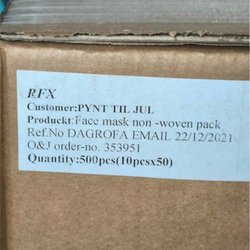 RFX
Customer:PYNT TIL JUL
Produckt:Face mask non -woven pack
Ref.No DAGROFA EMAIL 22/12/2021
O&J order-no. 353951
Quantity:500pcs(10pcsx50)